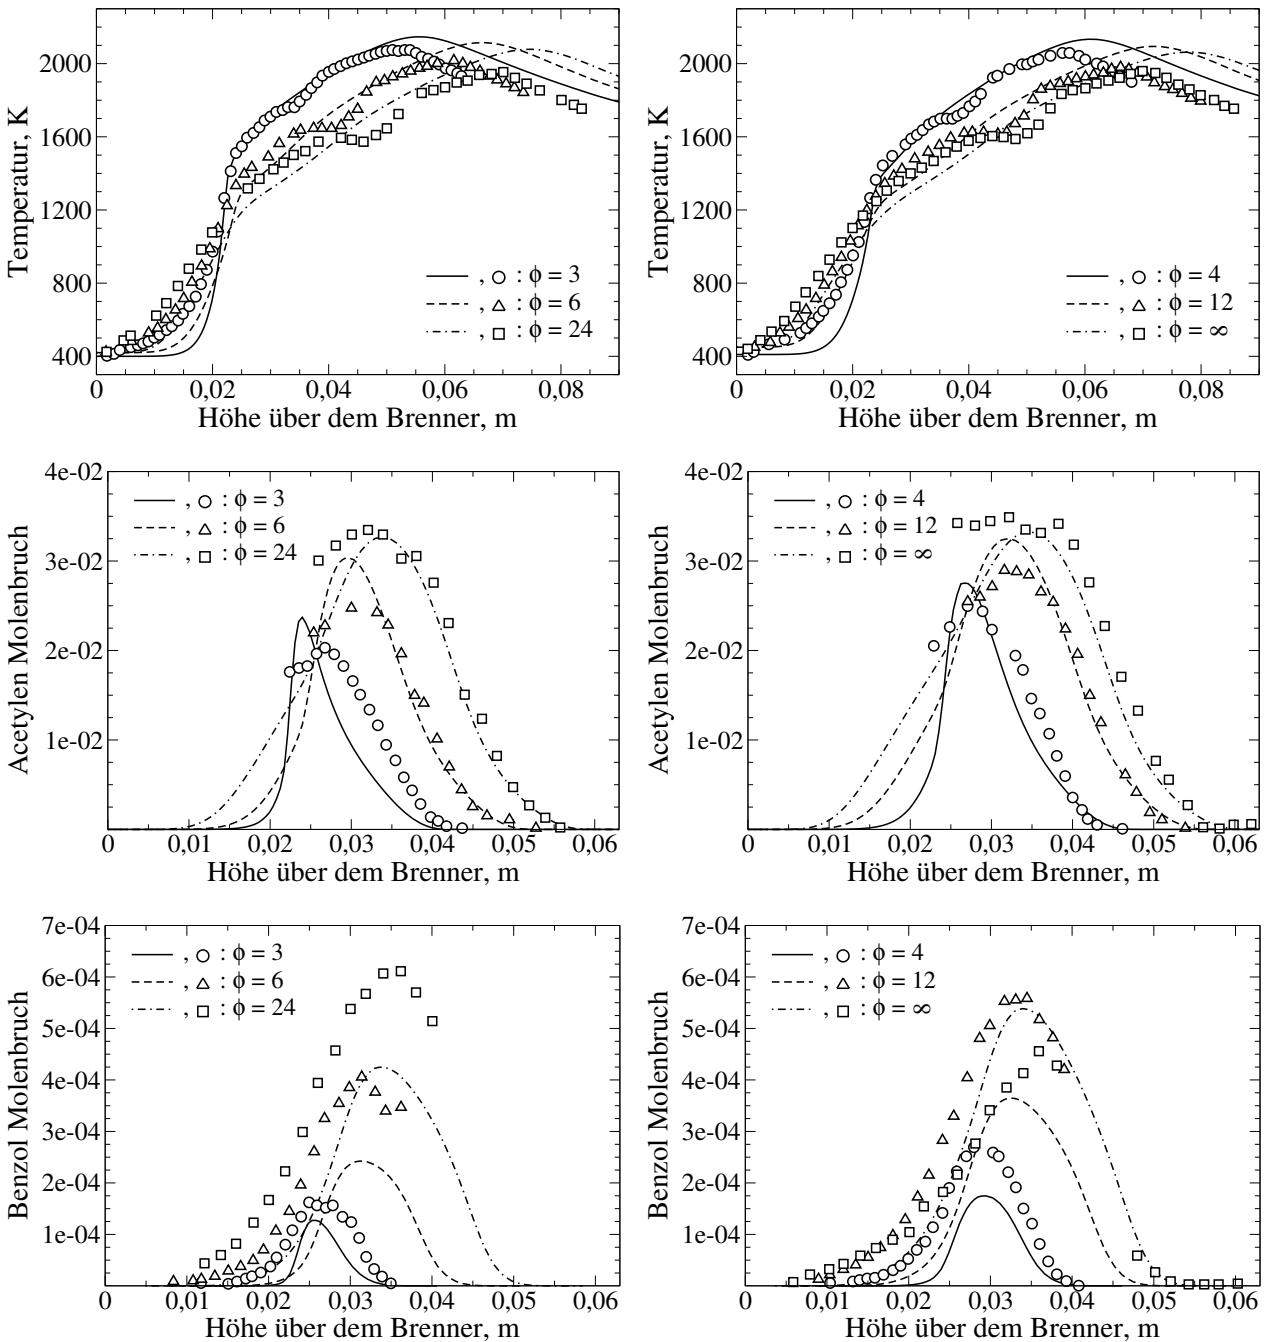 Temperatur, K
2000
1600
1200
800
400
, : ϕ = 3
, : ϕ = 6
, : ϕ = 24
0 0,02 0,04 0,06 0,08
Höhe über dem Brenner, m
Temperatur, K
2000
1600
1200
800
400
, : ϕ = 4
, : ϕ = 12
, : ϕ = ∞
0 0,02 0,04 0,06 0,08
Höhe über dem Brenner, m
Acetylen Molenbruch
4e-02
3e-02
2e-02
1e-02
, : ϕ = 3
, : ϕ = 6
, : ϕ = 24
0 0,01 0,02 0,03 0,04 0,05 0,06
Höhe über dem Brenner, m
Acetylen Molenbruch
4e-02
3e-02
2e-02
1e-02
, : ϕ = 4
, : ϕ = 12
, : ϕ = ∞
0 0,01 0,02 0,03 0,04 0,05 0,06
Höhe über dem Brenner, m
Benzol Molenbruch
7e-04
6e-04
5e-04
4e-04
3e-04
2e-04
1e-04
, : ϕ = 3
, : ϕ = 6
, : ϕ = 24
0 0,01 0,02 0,03 0,04 0,05 0,06
Höhe über dem Brenner, m
Benzol Molenbruch
7e-04
6e-04
5e-04
4e-04
3e-04
2e-04
1e-04
, : ϕ = 4
, : ϕ = 12
, : ϕ = ∞
0 0,01 0,02 0,03 0,04 0,05 0,06
Höhe über dem Brenner, m